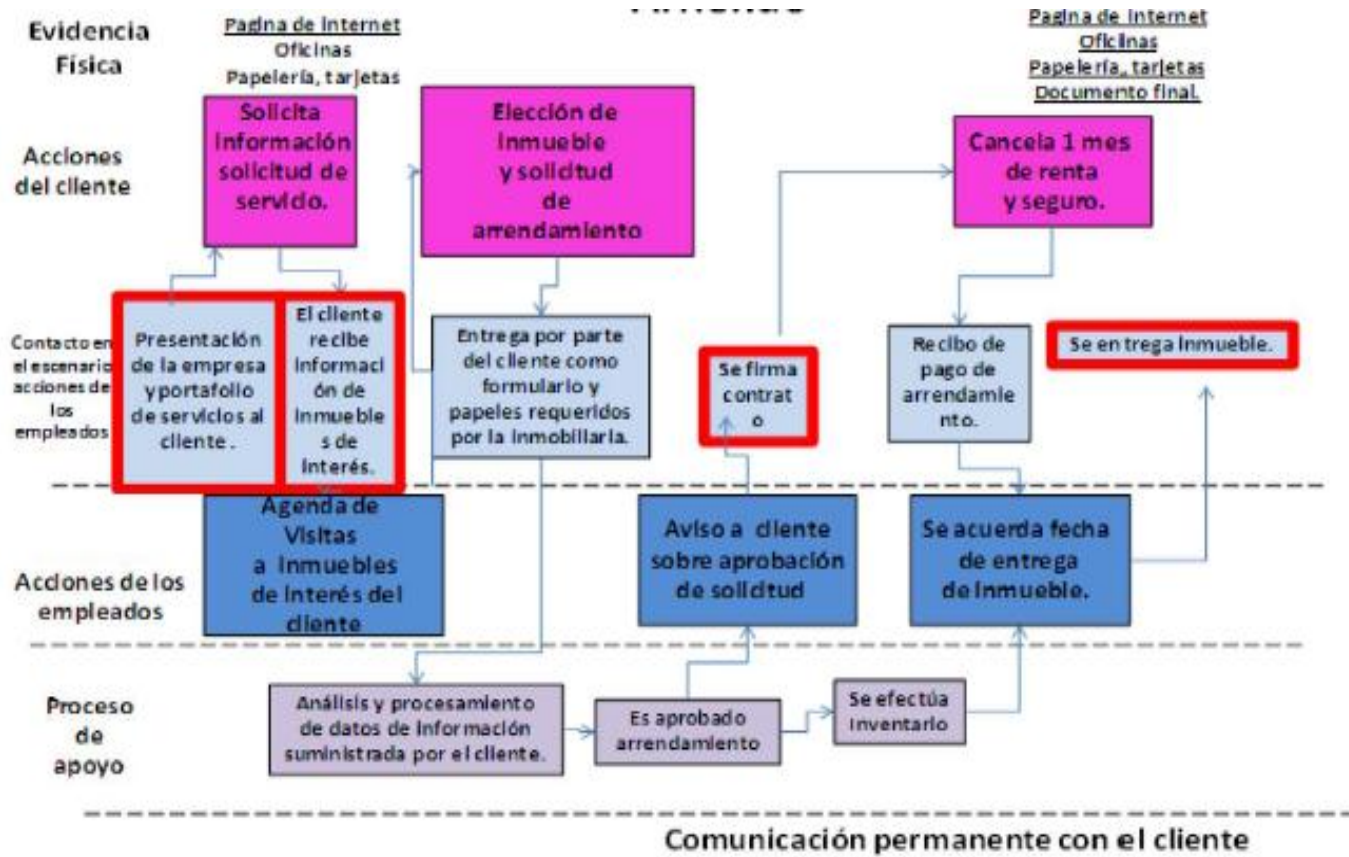 Evidencia
Física
Pagina de internet
Oficinas
Papelería, tarjetas
Pagina de internet
Oficinas
Papelería, tarjetas
Documento final.
Acciones
del cliente
Solicita
información
solicitud de
servicio.
Elección de
inmueble
y solicitud
de
arrendamiento
Cancela 1 mes
de renta
y seguro.
Contacto en
el escenario
acciones de
los
empleados
Presentación
de la empresa
y portafolio
de servicios al
cliente .
El cliente
recibe
informaci
ón de
inmueble
s de
interés.
Entrega por parte
del cliente como
formulario y
papeles requeridos
por la inmobiliaria.
Se firma
contrat
o
Recibo de
pago de
arrendamie
nto.
Se entrega inmueble.
Acciones de los
empleados
Agenda de
Visitas
a inmuebles
de interés del
cliente
Aviso a cliente
sobre aprobación
de solicitud
Se acuerda fecha
de entrega
de inmueble.
Proceso
de
apoyo
Análisis y procesamiento
de datos de información
suministrada por el cliente.
Es aprobado
arrendamiento
Se efectúa
inventario
Comunicación permanente con el cliente